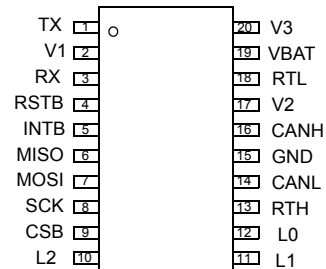 TX 1 20 V3
V1 2 19 VBAT
RX 3 18 RTL
RSTB 4 17 V2
INTB 5 16 CANH
MISO 6 15 GND
MOSI 7 14 CANL
SCK 8 13 RTH
CSB 9 12 L0
L2 10 11 L1